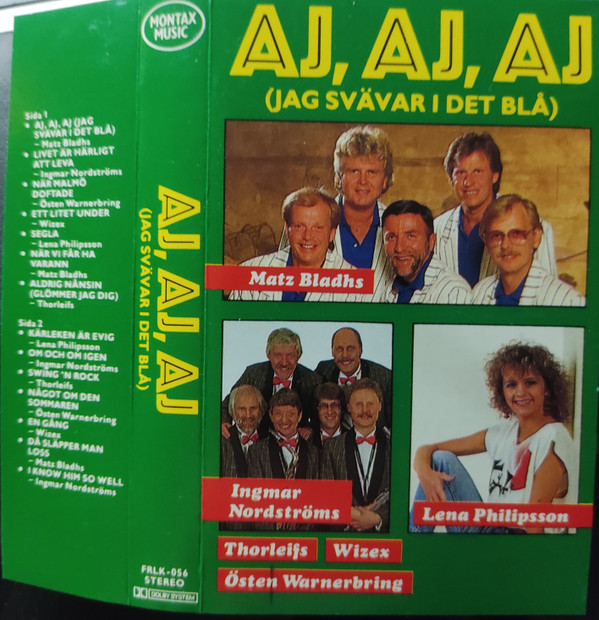 Sida 1
• AJ, AJ, AJ (JAG
SVÄVAR I DET BLÅ)
– Matz Bladhs
• LIVET ÄR HÄRLIGT
ATT LEVA
– Ingmar Nordströms
• NÄR MALMÖ
DOFTADE
– Östen Warnerbring
• ETT LITET UNDER
– Wizex
• SEGLA
– Lena Philipsson
• NÄR VI FÅR HA
VARANN
– Matz Bladhs
• ALDRIG NÅNSIN
(GLÖMMER JAG DIG)
– Thorleifs
Sida 2
• KÄRLEKEN ÄR EVIG
– Lena Philipsson
• OM OCH OM IGEN
– Ingmar Nordströms
• SWING 'N ROCK
– Thorleifs
• NÅGOT OM DEN
SOMMAREN
– Östen Warnerbring
• EN GÅNG
– Wizex
• DÅ SLÄPPER MAN
LOSS
– Matz Bladhs
• I KNOW HIM SO WELL
– Ingmar Nordströms
MONTAX
MUSIC
AJ, AJ, AJ
(JAG SVÄVAR I DET BLÅ)
FRLK-056
STEREO
DOLBY SYSTEM
AJ, AJ, AJ
(JAG SVÄVAR I DET BLÅ)
Matz Bladhs
Ingmar
Nordströms
Lena Philipsson
Thorleifs
Wizex
Östen Warnerbring